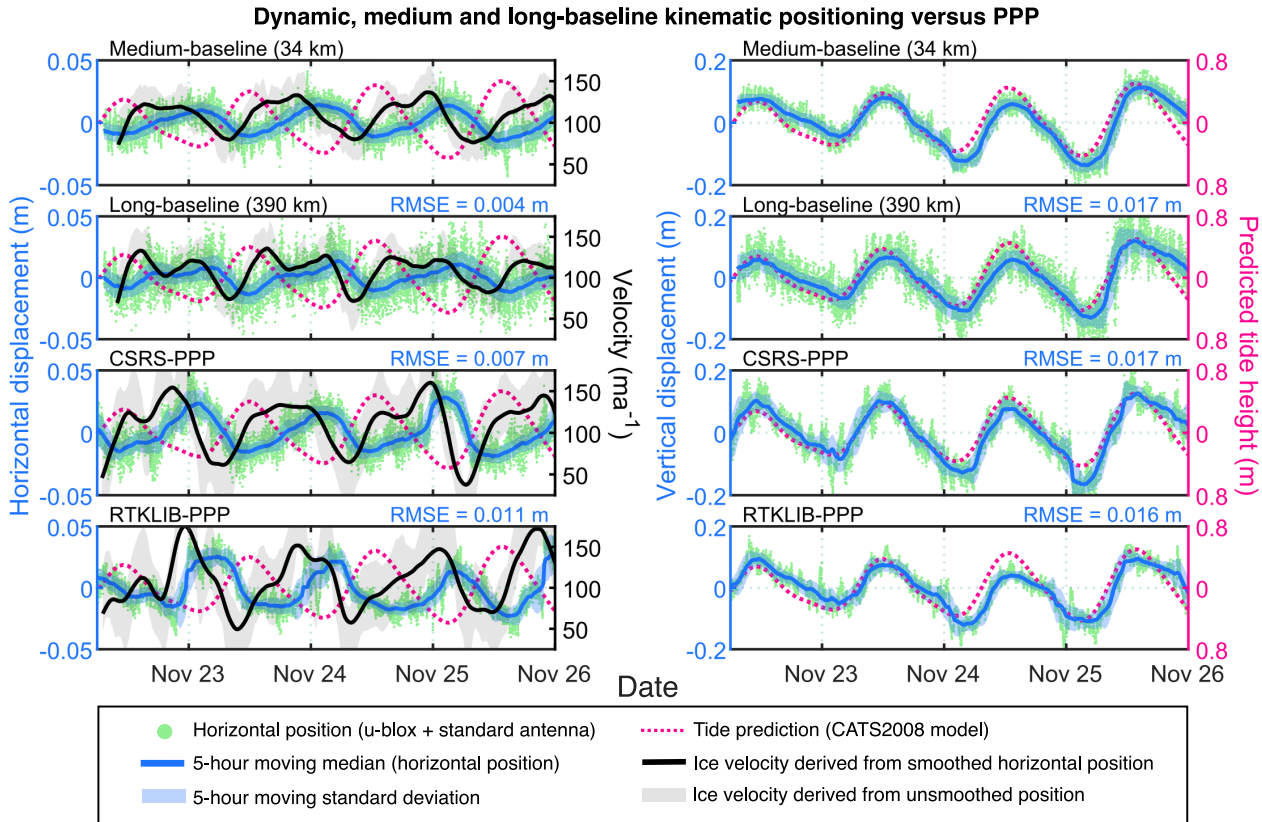 Dynamic, medium and long-baseline kinematic positioning versus PPP
Medium-baseline (34 km)
0.05
0
-0.05
150
100
50
Long-baseline (390 km)
RMSE = 0.004 m
0.05
0
-0.05
150
100
50
CSRS-PPP
RMSE = 0.007 m
0.05
0
-0.05
150
100
50
RTKLIB-PPP
RMSE = 0.011 m
0.05
0
-0.05
150
100
50
Nov 23
Nov 24
Nov 25
Nov 26
Horizontal displacement (m)
Velocity (ma-1)
Medium-baseline (34 km)
0.2
0
-0.2
0.8
0
0.8
Long-baseline (390 km)
RMSE = 0.017 m
0.2
0
-0.2
0.8
0
0.8
CSRS-PPP
RMSE = 0.017 m
0.2
0
-0.2
0.8
0
0.8
RTKLIB-PPP
RMSE = 0.016 m
0.2
0
-0.2
0.8
0
0.8
Nov 23
Nov 24
Nov 25
Nov 26
Vertical displacement (m)
Predicted tide height (m)
Date
Horizontal position (u-blox + standard antenna)
5-hour moving median (horizontal position)
5-hour moving standard deviation
Tide prediction (CATS2008 model)
Ice velocity derived from smoothed horizontal position
Ice velocity derived from unsmoothed position